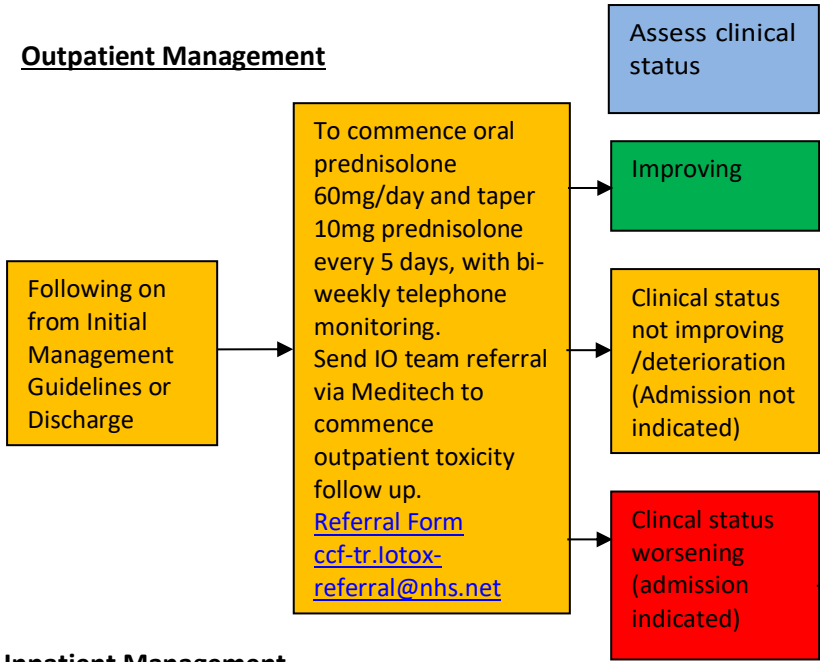 Outpatient Management
Assess clinical
status
Following on
from Initial
Management
Guidelines or
Discharge
To commence oral
prednisolone
60mg/day and taper
10mg prednisolone
every 5 days, with bi-
weekly telephone
monitoring.
Send IO team referral
via Meditech to
commence
outpatient toxicity
follow up.
Referral Form
ccf-tr.Iotox-
referral@nhs.net
Improving
Clinical status
not improving
/deterioration
(Admission not
indicated)
Clincal status
worsening
(admission
indicated)
Inpatient Management